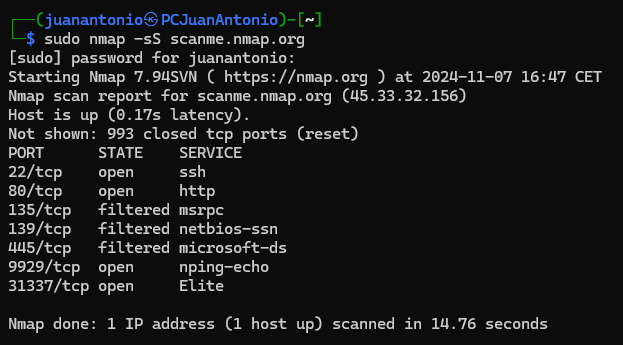 ┌──(juanantonio㉿PCJuanAntonio)-[~]
└─$ sudo nmap -sS scanme.nmap.org
[sudo] password for juanantonio:
Starting Nmap 7.94SVN ( https://nmap.org ) at 2024-11-07 16:47 CET
Nmap scan report for scanme.nmap.org (45.33.32.156)
Host is up (0.17s latency).
Not shown: 993 closed tcp ports (reset)
PORT      STATE    SERVICE
22/tcp    open     ssh
80/tcp    open     http
135/tcp   filtered msrpc
139/tcp   filtered netbios-ssn
445/tcp   filtered microsoft-ds
9929/tcp  open     nping-echo
31337/tcp open     Elite
Nmap done: 1 IP address (1 host up) scanned in 14.76 seconds